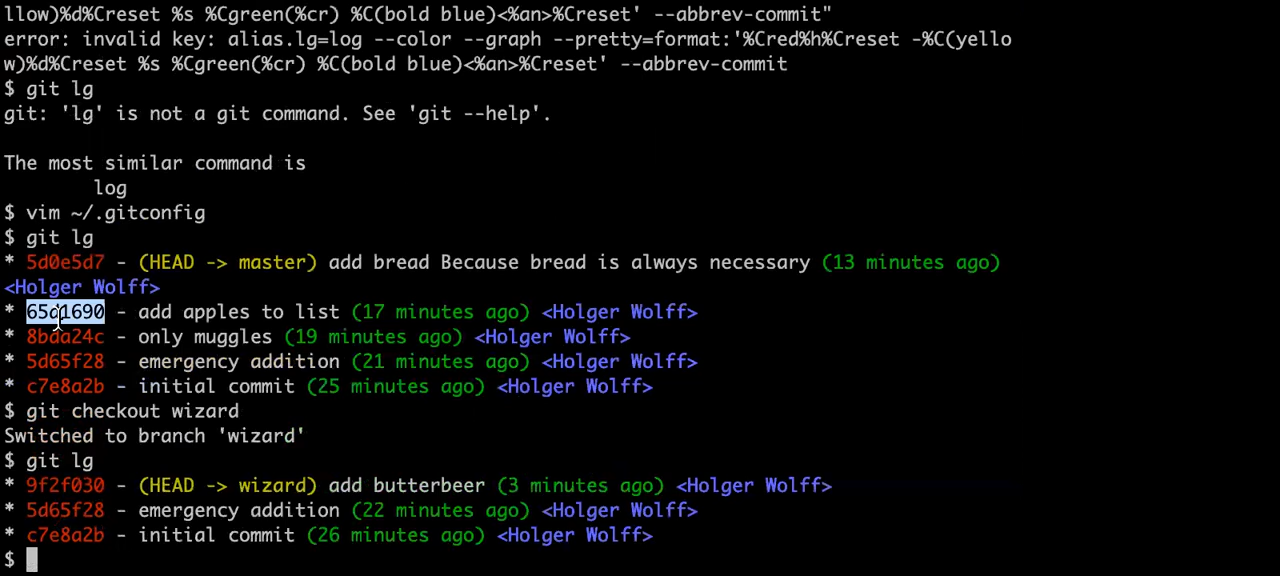 llow)%d%Creset %s %Cgreen(%cr) %C(bold blue)<%an>%Creset' --abbrev-commit"
error: invalid key: alias.lg=log --color --graph --pretty=format:'%Cred%h%Creset -%C(yello
w)%d%Creset %s %Cgreen(%cr) %C(bold blue)<%an>%Creset' --abbrev-commit
$ git lg
git: 'lg' is not a git command. See 'git --help'.
The most similar command is
log
$ vim ~/.gitconfig
$ git lg
* 5d0e5d7 - (HEAD -> master) add bread Because bread is always necessary (13 minutes ago)
<Holger Wolff>
* 65d1690 - add apples to list (17 minutes ago) <Holger Wolff>
* 8bda24c - only muggles (19 minutes ago) <Holger Wolff>
* 5d65f28 - emergency addition (21 minutes ago) <Holger Wolff>
* c7e8a2b - initial commit (25 minutes ago) <Holger Wolff>
$ git checkout wizard
Switched to branch 'wizard'
$ git lg
* 9f2f030 - (HEAD -> wizard) add butterbeer (3 minutes ago) <Holger Wolff>
* 5d65f28 - emergency addition (22 minutes ago) <Holger Wolff>
* c7e8a2b - initial commit (26 minutes ago) <Holger Wolff>
$